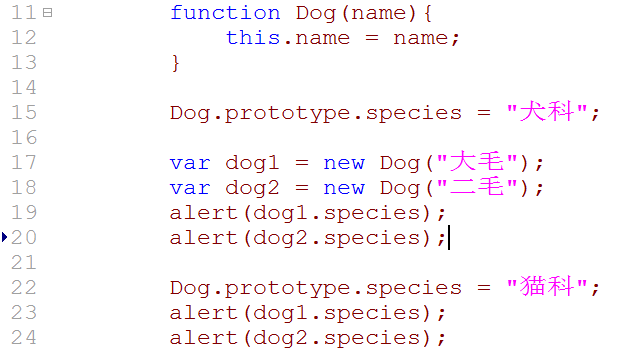 11 function Dog(name){
12 this.name = name;
13 }
14
15 Dog.prototype.species = "犬科";
16
17 var dog1 = new Dog("大毛");
18 var dog2 = new Dog("二毛");
19 alert(dog1.species);
20 alert(dog2.species);
21
22 Dog.prototype.species = "猫科";
23 alert(dog1.species);
24 alert(dog2.species);